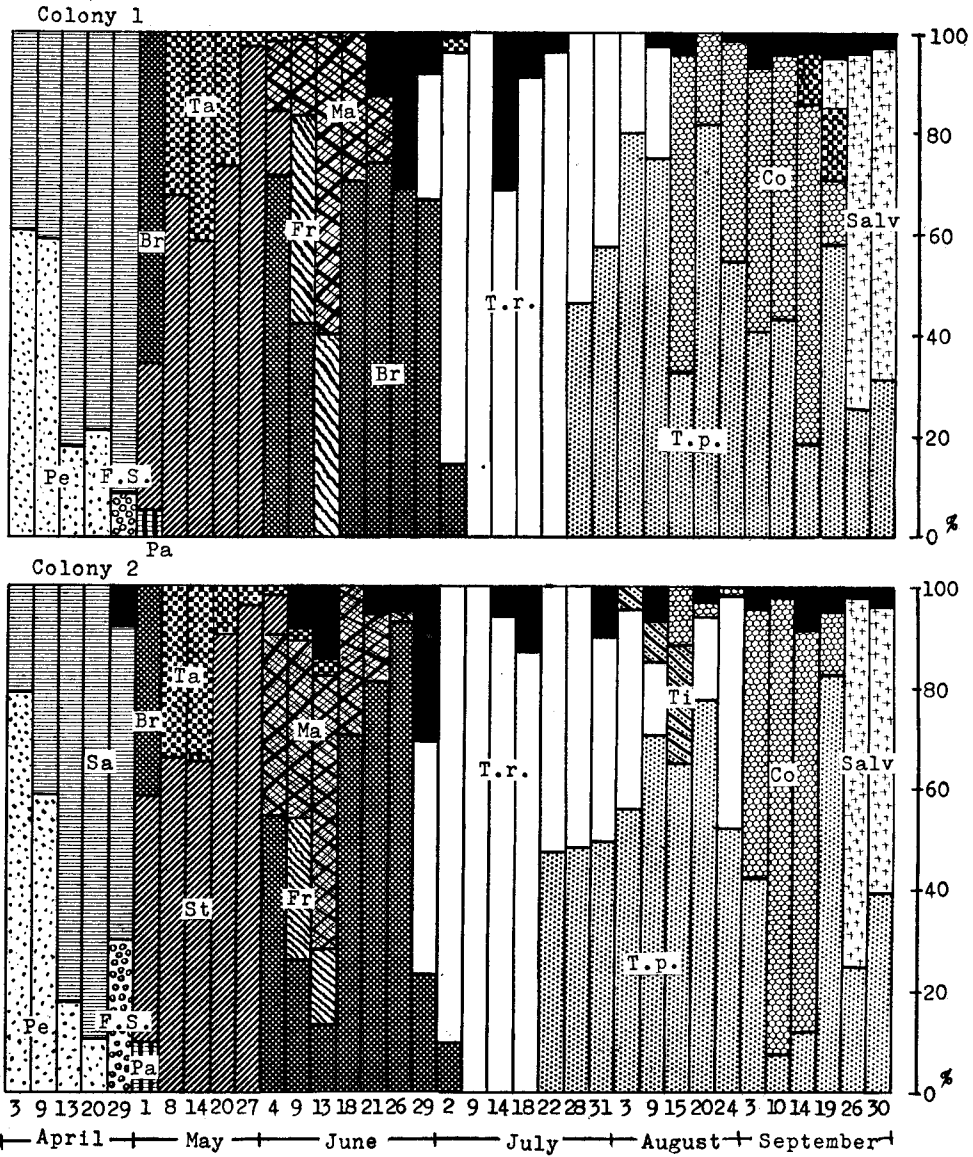 Colony 1
100
Ta
Ma
80
Br
Fr
Co
Salv
60
T.r.
40
Br
T.p.
20
Pe
F.S.
0 %
Pa
Colony 2
100
Ta
Br
Ti
80
Sa
Ma
T.r.
Co
Salv
60
St
Fr
40
T.p.
20
Pe
F.S.
Pa
0 %
3 9 13 20 29 1 8 14 20 27 4 9 13 18 21 26 29 2 9 14 18 22 28 31 3 9 15 20 24 3 10 14 19 26 30
April May June July August September